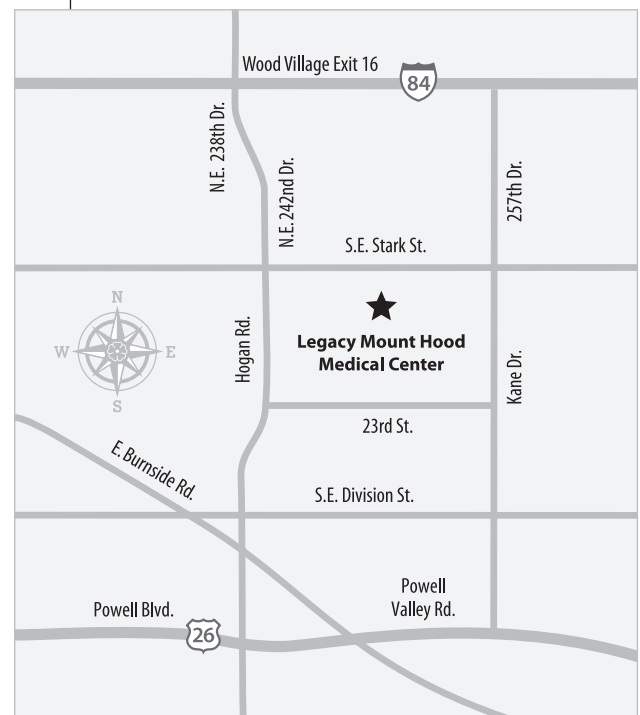 Wood Village Exit 16
84
N.E. 238th Dr.
N.E. 242nd Dr.
257th Dr.
S.E. Stark St.
N
W
E
S
Hogan Rd.
Legacy Mount Hood
Medical Center
Kane Dr.
23rd St.
E. Burnside Rd.
S.E. Division St.
Powell
Valley Rd.
Powell Blvd.
26